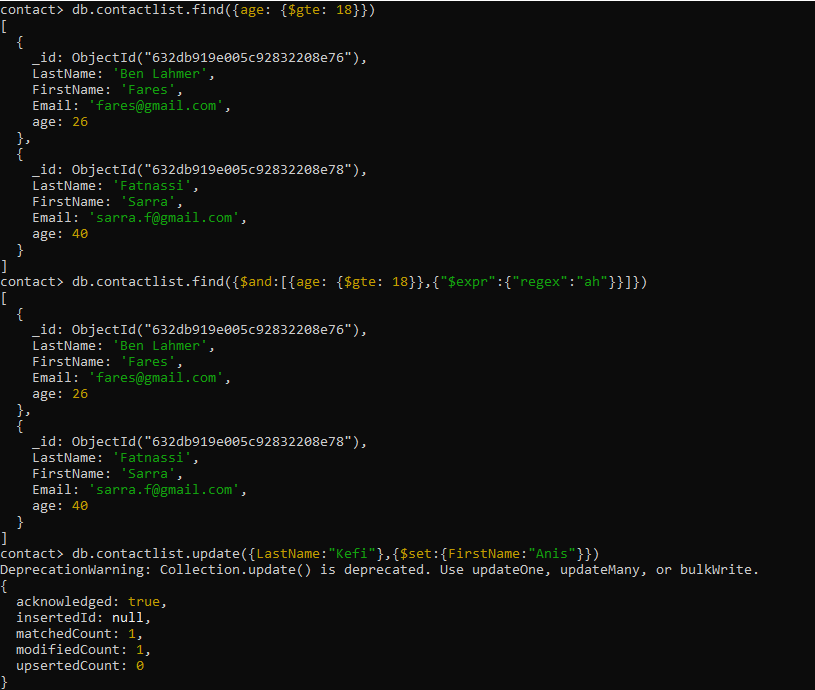 contact> db.contactlist.find({age: {$gte: 18}})
[
  {
    _id: ObjectId("632db919e005c92832208e76"),
    LastName: 'Ben Lahmer',
    FirstName: 'Fares',
    Email: 'fares@gmail.com',
    age: 26
  },
  {
    _id: ObjectId("632db919e005c92832208e78"),
    LastName: 'Fatnassi',
    FirstName: 'Sarra',
    Email: 'sarra.f@gmail.com',
    age: 40
  }
]
contact> db.contactlist.find({$and:[{age: {$gte: 18}},{"$expr":{"regex":"ah"}}]})
[
  {
    _id: ObjectId("632db919e005c92832208e76"),
    LastName: 'Ben Lahmer',
    FirstName: 'Fares',
    Email: 'fares@gmail.com',
    age: 26
  },
  {
    _id: ObjectId("632db919e005c92832208e78"),
    LastName: 'Fatnassi',
    FirstName: 'Sarra',
    Email: 'sarra.f@gmail.com',
    age: 40
  }
]
contact> db.contactlist.update({LastName:"Kefi"},{$set:{FirstName:"Anis"}})
DeprecationWarning: Collection.update() is deprecated. Use updateOne, updateMany, or bulkWrite.
{
  acknowledged: true,
  insertedId: null,
  matchedCount: 1,
  modifiedCount: 1,
  upsertedCount: 0
}